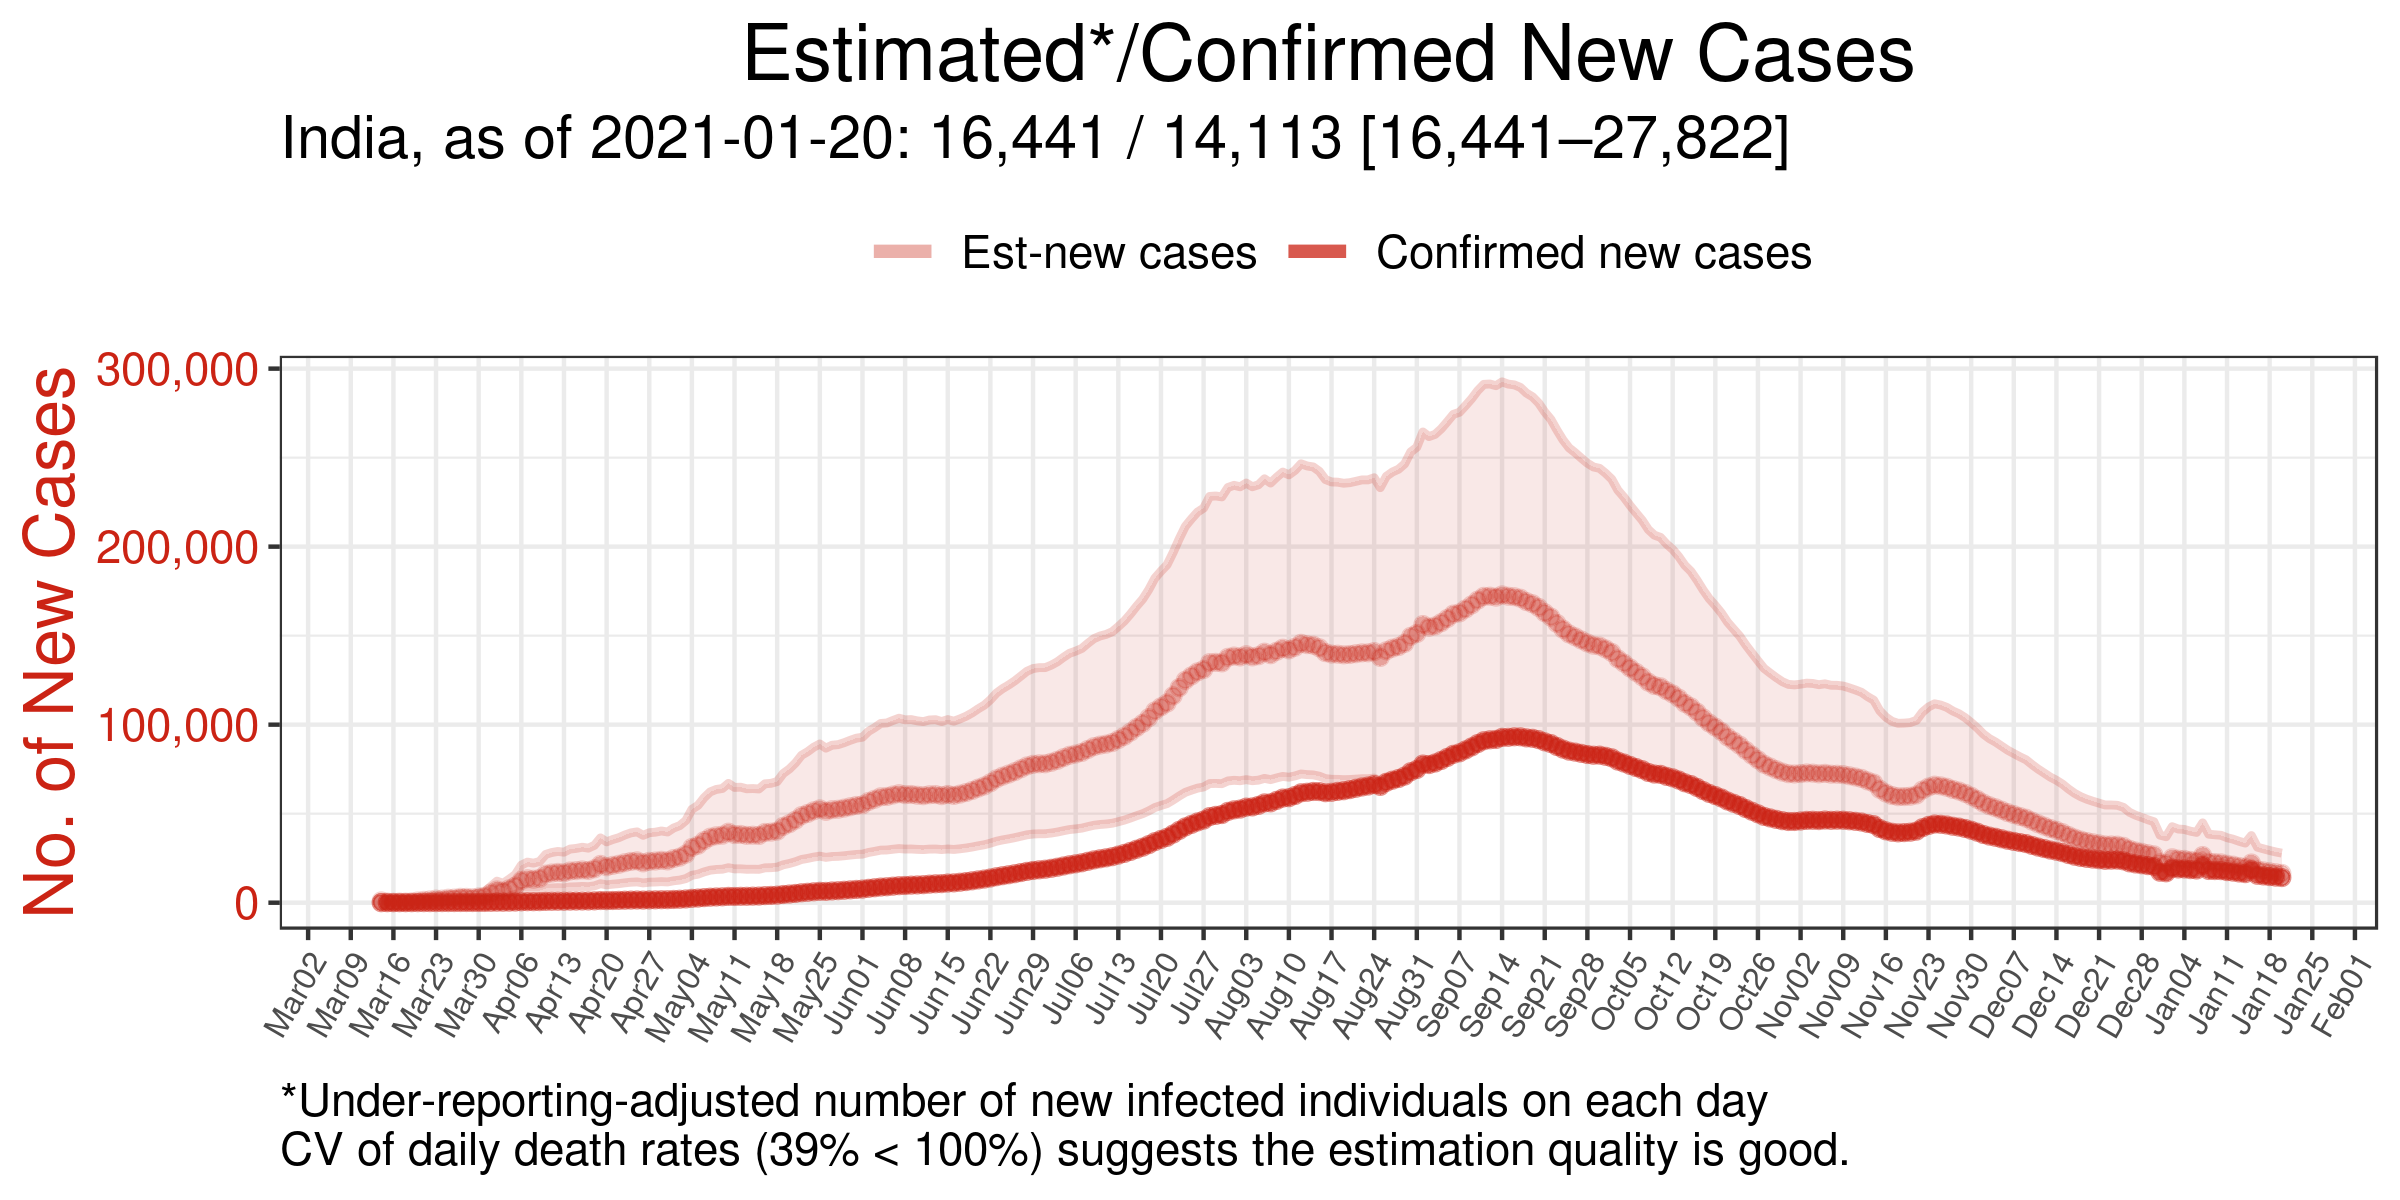 Estimated*/Confirmed New Cases
India, as of 2021-01-20: 16,441 / 14,113 [16,441–27,822]
Est-new cases Confirmed new cases
No. of New Cases
300,000
200,000
100,000
0
Mar02 Mar09 Mar16 Mar23 Mar30 Apr06 Apr13 Apr20 Apr27 May04 May11 May18 May25 Jun01 Jun08 Jun15 Jun22 Jun29 Jul06 Jul13 Jul20 Jul27 Aug03 Aug10 Aug17 Aug24 Aug31 Sep07 Sep14 Sep21 Sep28 Oct05 Oct12 Oct19 Oct26 Nov02 Nov09 Nov16 Nov23 Nov30 Dec07 Dec14 Dec21 Dec28 Jan04 Jan11 Jan18 Jan25 Feb01
*Under-reporting-adjusted number of new infected individuals on each day
CV of daily death rates (39% < 100%) suggests the estimation quality is good.